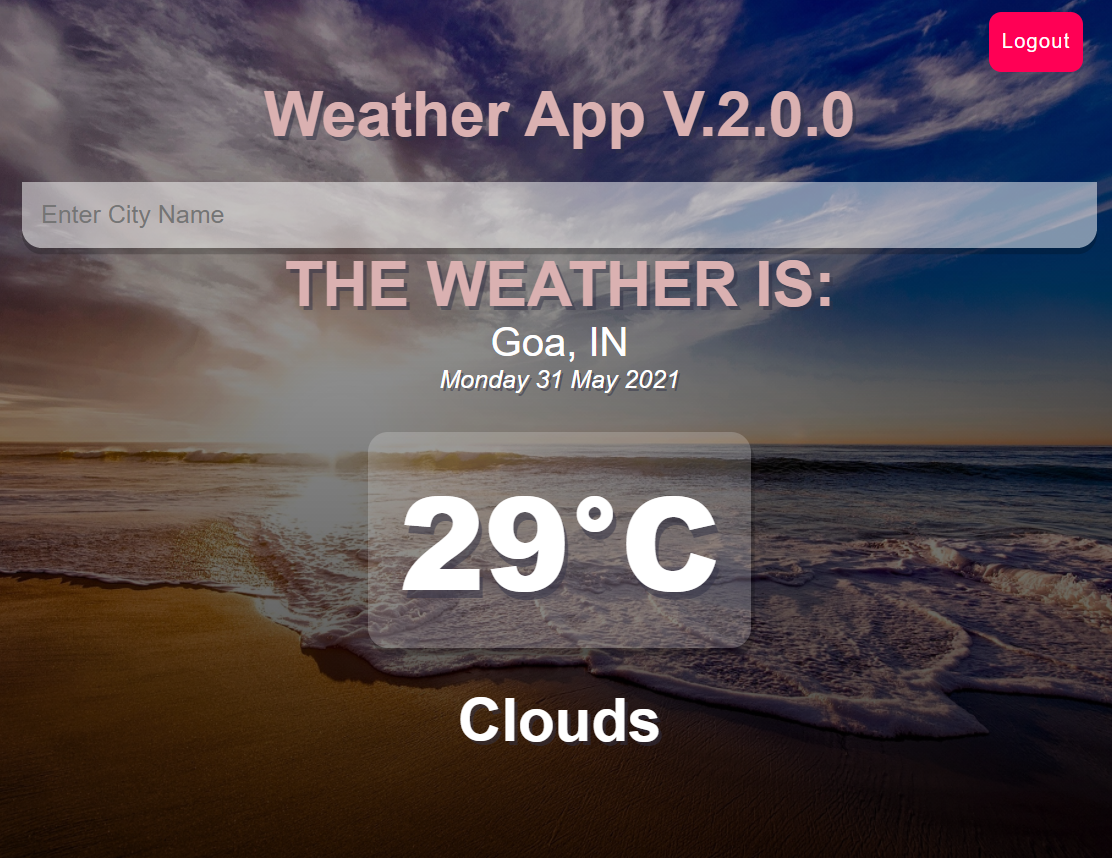 Logout
Weather App V.2.0.0
Enter City Name
THE WEATHER IS:
Goa, IN
Monday 31 May 2021
29°C
Clouds